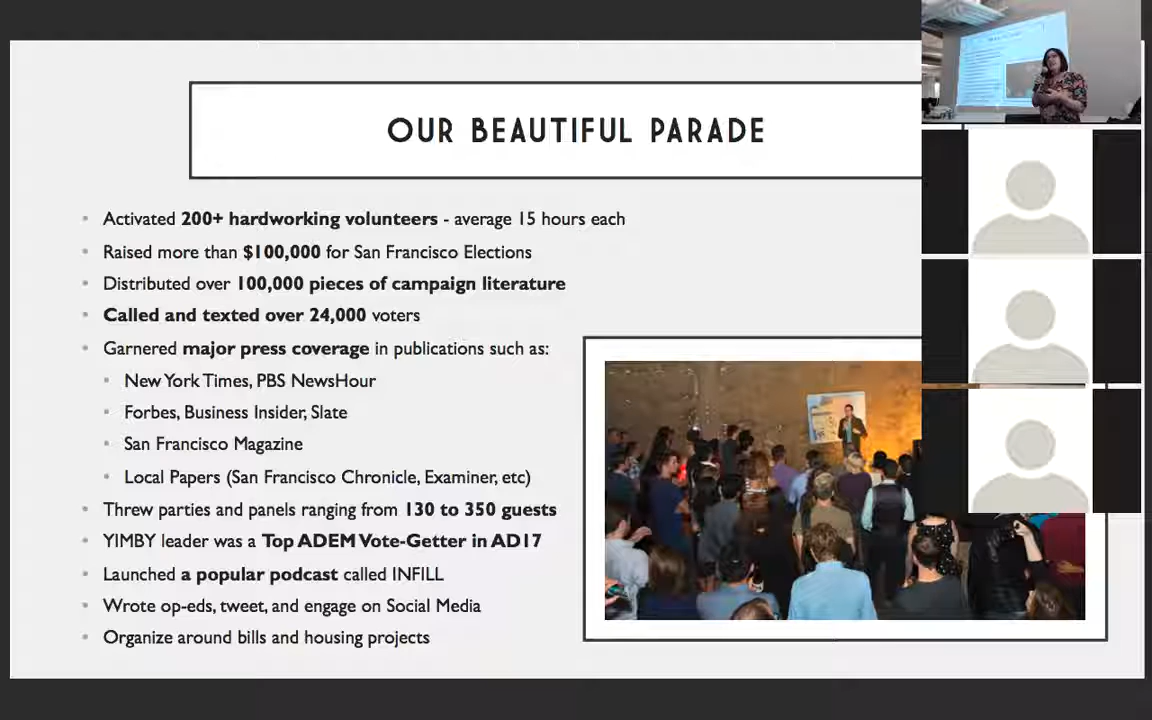 OUR BEAUTIFUL PARADE
Activated 200+ hardworking volunteers - average 15 hours each
Raised more than $100,000 for San Francisco Elections
Distributed over 100,000 pieces of campaign literature
Called and texted over 24,000 voters
Garnered major press coverage in publications such as:
New York Times, PBS NewsHour
Forbes, Business Insider, Slate
San Francisco Magazine
Local Papers (San Francisco Chronicle, Examiner, etc)
Threw parties and panels ranging from 130 to 350 guests
YIMBY leader was a Top ADEM Vote-Getter in AD17
Launched a popular podcast called INFILL
Wrote op-eds, tweet, and engage on Social Media
Organize around bills and housing projects